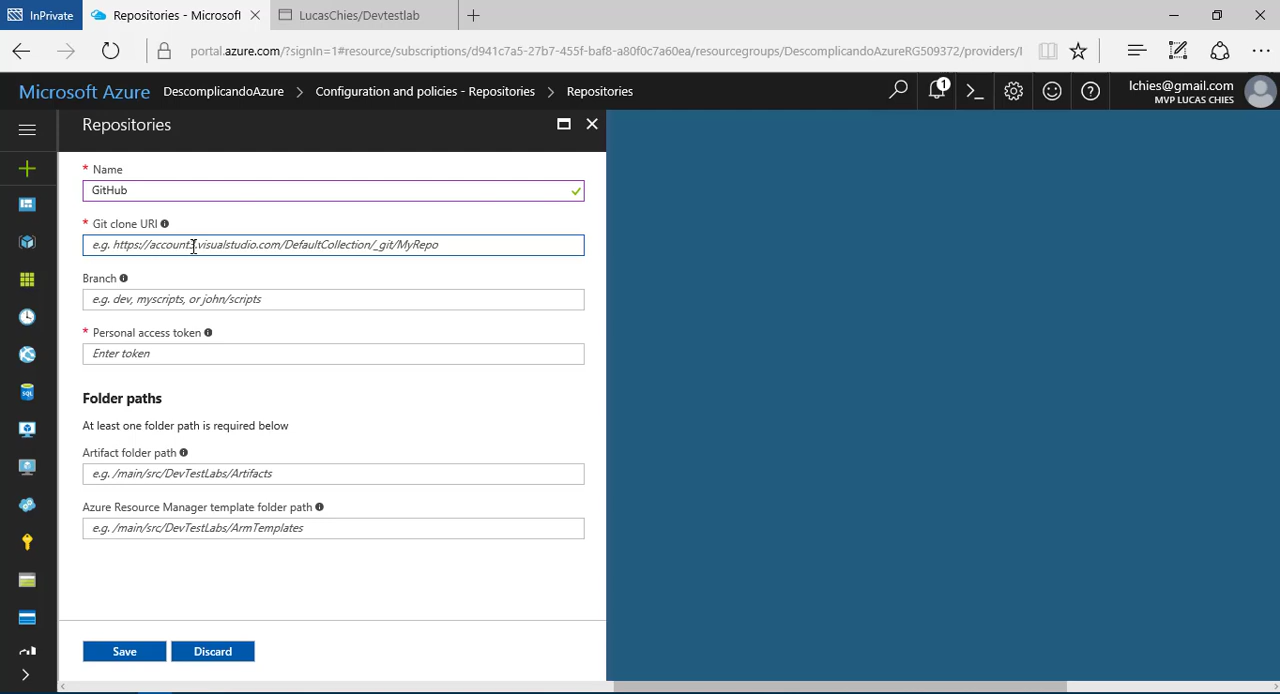 InPrivate
Repositories - Microsoft
LucasChies/Devtestlab
portal.azure.com/?signIn=1#resource/subscriptions/d941c7a5-27b7-455f-baf8-a80f0c7a60ea/resourcegroups/DescomplicandoAzureRG509372/providers/
Microsoft Azure
DescomplicandoAzure > Configuration and policies - Repositories > Repositories
1
lchies@gmail.com
MVP LUCAS CHIES
Repositories
* Name
GitHub
* Git clone URI
e.g. https://account.visualstudio.com/DefaultCollection/_git/MyRepo
Branch
e.g. dev, myscripts, or john/scripts
* Personal access token
Enter token
Folder paths
At least one folder path is required below
Artifact folder path
e.g. /main/src/DevTestLabs/Artifacts
Azure Resource Manager template folder path
e.g. /main/src/DevTestLabs/ArmTemplates
Save
Discard